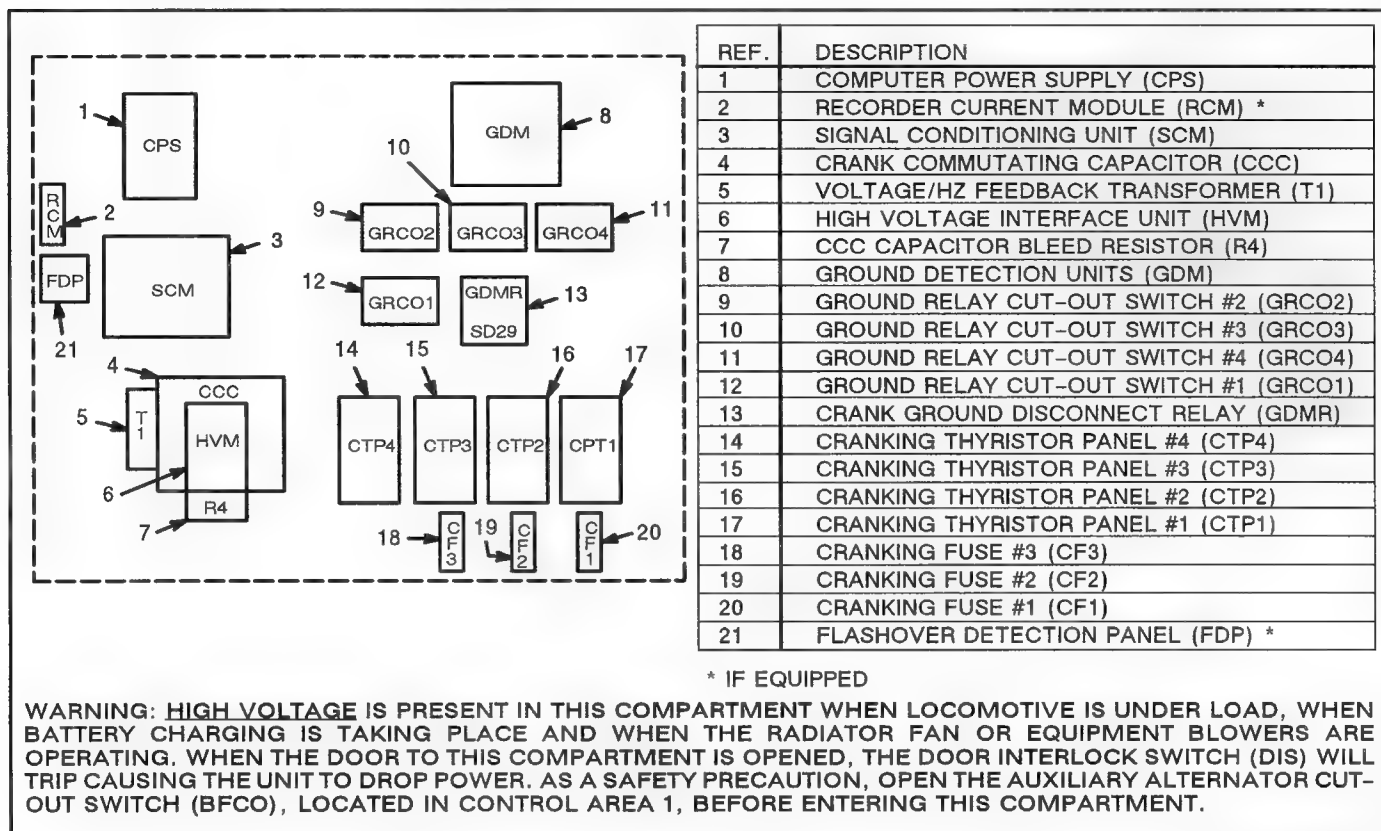 1
CPS
RCM
2
3
SCM
FDP
21
4
CCC
5
T1
HVM
6
R4
7
GDM
8
10
9
GRCO2
GRCO3
GRCO4
11
12
GRCO1
GDMR
SD29
13
14
15
16
17
CTP4
CTP3
CTP2
CPT1
18
CF3
19
CF2
CF1
20
REF. DESCRIPTION
1 COMPUTER POWER SUPPLY (CPS)
2 RECORDER CURRENT MODULE (RCM) *
3 SIGNAL CONDITIONING UNIT (SCM)
4 CRANK COMMUTATING CAPACITOR (CCC)
5 VOLTAGE/HZ FEEDBACK TRANSFORMER (T1)
6 HIGH VOLTAGE INTERFACE UNIT (HVM)
7 CCC CAPACITOR BLEED RESISTOR (R4)
8 GROUND DETECTION UNITS (GDM)
9 GROUND RELAY CUT-OUT SWITCH #2 (GRCO2)
10 GROUND RELAY CUT-OUT SWITCH #3 (GRCO3)
11 GROUND RELAY CUT-OUT SWITCH #4 (GRCO4)
12 GROUND RELAY CUT-OUT SWITCH #1 (GRCO1)
13 CRANK GROUND DISCONNECT RELAY (GDMR)
14 CRANKING THYRISTOR PANEL #4 (CTP4)
15 CRANKING THYRISTOR PANEL #3 (CTP3)
16 CRANKING THYRISTOR PANEL #2 (CTP2)
17 CRANKING THYRISTOR PANEL #1 (CTP1)
18 CRANKING FUSE #3 (CF3)
19 CRANKING FUSE #2 (CF2)
20 CRANKING FUSE #1 (CF1)
21 FLASHOVER DETECTION PANEL (FDP) *
* IF EQUIPPED
WARNING: HIGH VOLTAGE IS PRESENT IN THIS COMPARTMENT WHEN LOCOMOTIVE IS UNDER LOAD, WHEN
BATTERY CHARGING IS TAKING PLACE AND WHEN THE RADIATOR FAN OR EQUIPMENT BLOWERS ARE
OPERATING. WHEN THE DOOR TO THIS COMPARTMENT IS OPENED, THE DOOR INTERLOCK SWITCH (DIS) WILL
TRIP CAUSING THE UNIT TO DROP POWER. AS A SAFETY PRECAUTION, OPEN THE AUXILIARY ALTERNATOR CUT-
OUT SWITCH (BFCO), LOCATED IN CONTROL AREA 1, BEFORE ENTERING THIS COMPARTMENT.